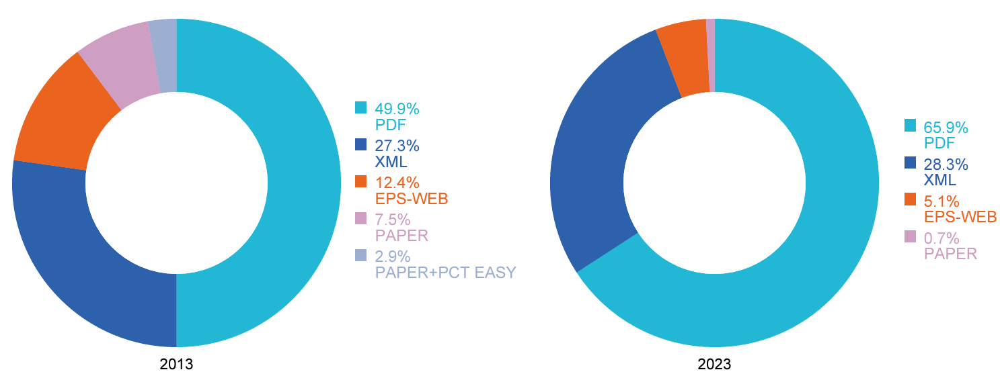 49.9%
PDF
27.3%
XML
12.4%
EPS-WEB
7.5%
PAPER
2.9%
PAPER+PCT EASY
2013
65.9%
PDF
28.3%
XML
5.1%
EPS-WEB
0.7%
PAPER
2023